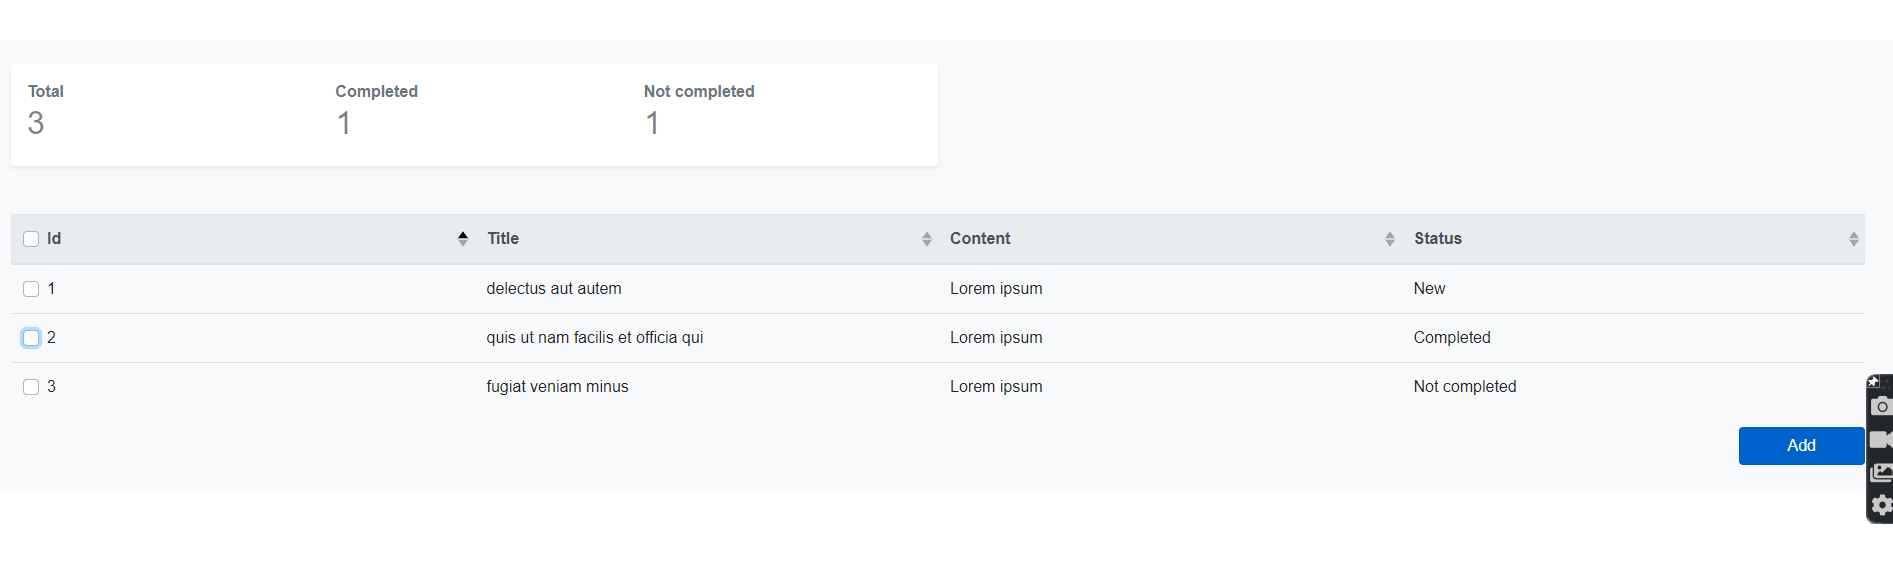 Total Completed Not completed
3 1 1
Id Title Content Status
1 delectus aut autem Lorem ipsum New
2 quis ut nam facilis et officia qui Lorem ipsum Completed
3 fugiat veniam minus Lorem ipsum Not completed
Add